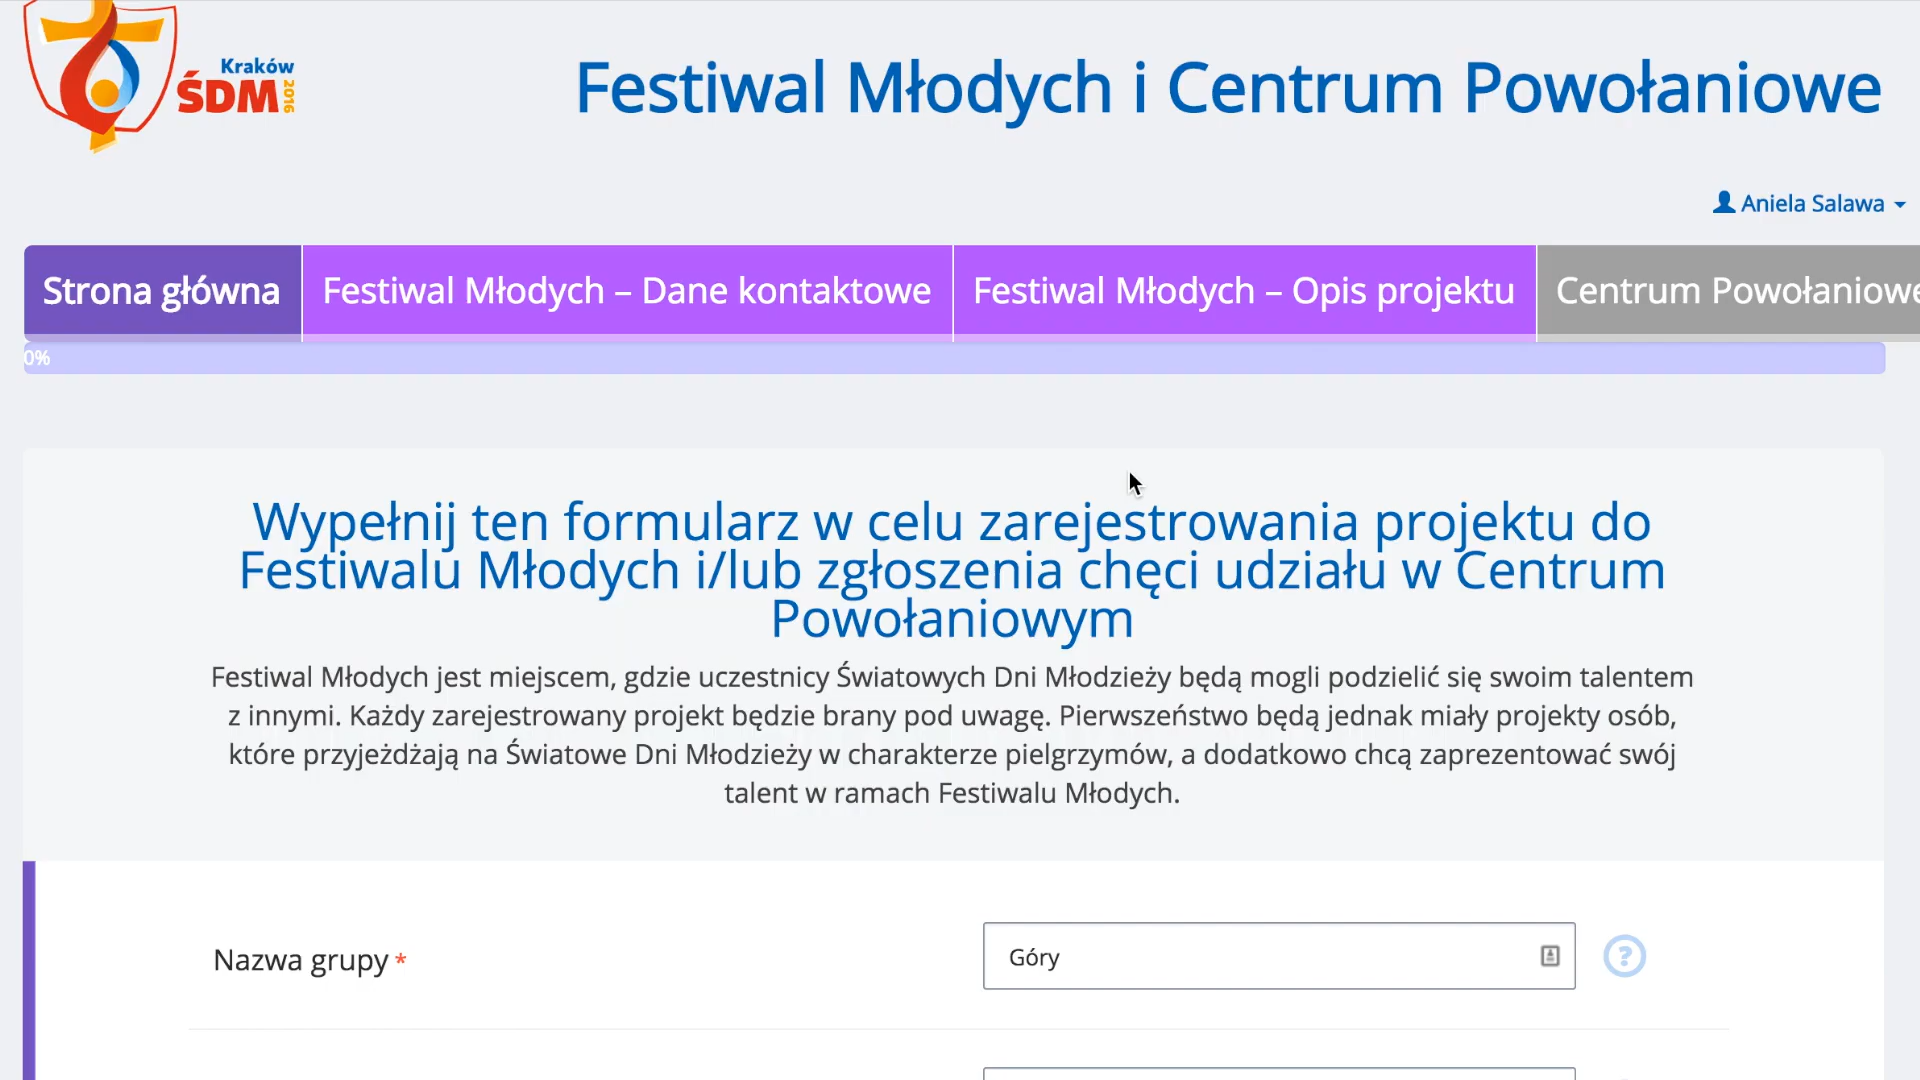 Kraków
ŚDM 2016
Festiwal Młodych i Centrum Powołaniowe
Aniela Salawa
Strona główna
Festiwal Młodych – Dane kontaktowe
Festiwal Młodych – Opis projektu
Centrum Powołaniowe
0%
Wypełnij ten formularz w celu zarejestrowania projektu do
Festiwalu Młodych i/lub zgłoszenia chęci udziału w Centrum
Powołaniowym
Festiwal Młodych jest miejscem, gdzie uczestnicy Światowych Dni Młodzieży będą mogli podzielić się swoim talentem
z innymi. Każdy zarejestrowany projekt będzie brany pod uwagę. Pierwszeństwo będą jednak miały projekty osób,
które przyjeżdżają na Światowe Dni Młodzieży w charakterze pielgrzymów, a dodatkowo chcą zaprezentować swój
talent w ramach Festiwalu Młodych.
Nazwa grupy *
Góry
?